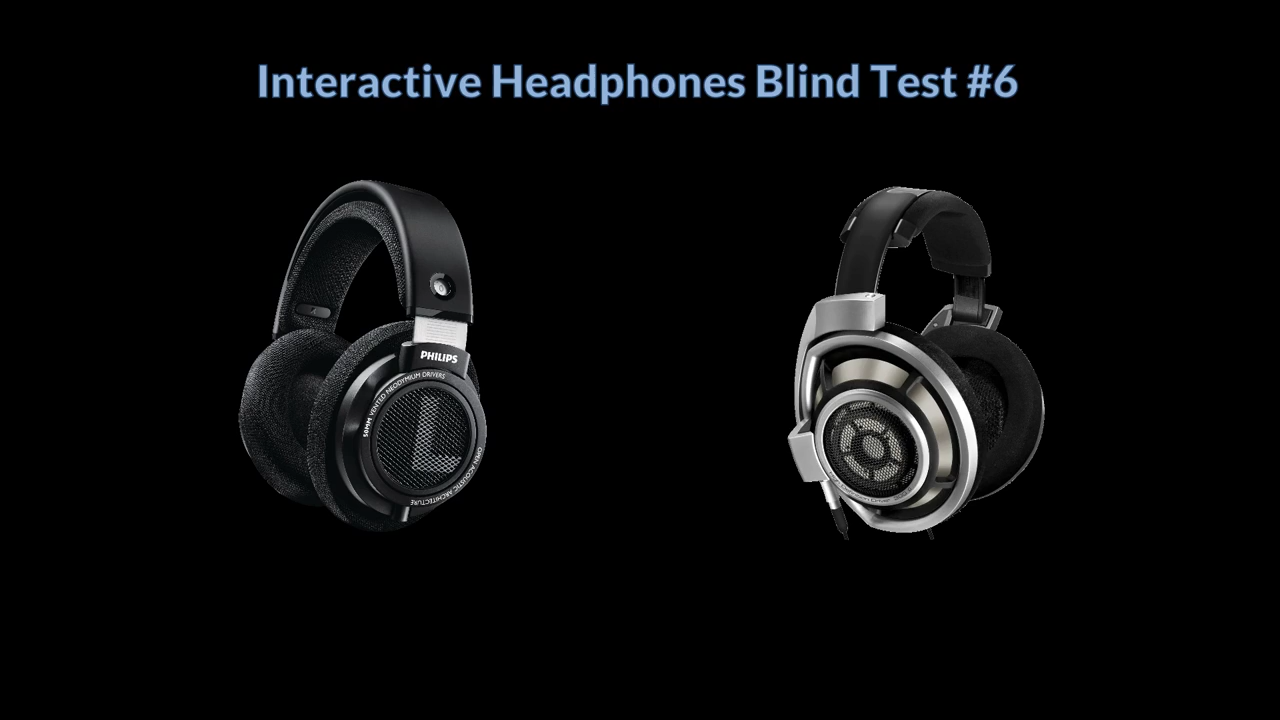 Interactive Headphones Blind Test #6
PHILIPS
50MM VENTED NEODYMIUM DRIVERS
OPEN ACOUSTIC ARCHITECTURE
L